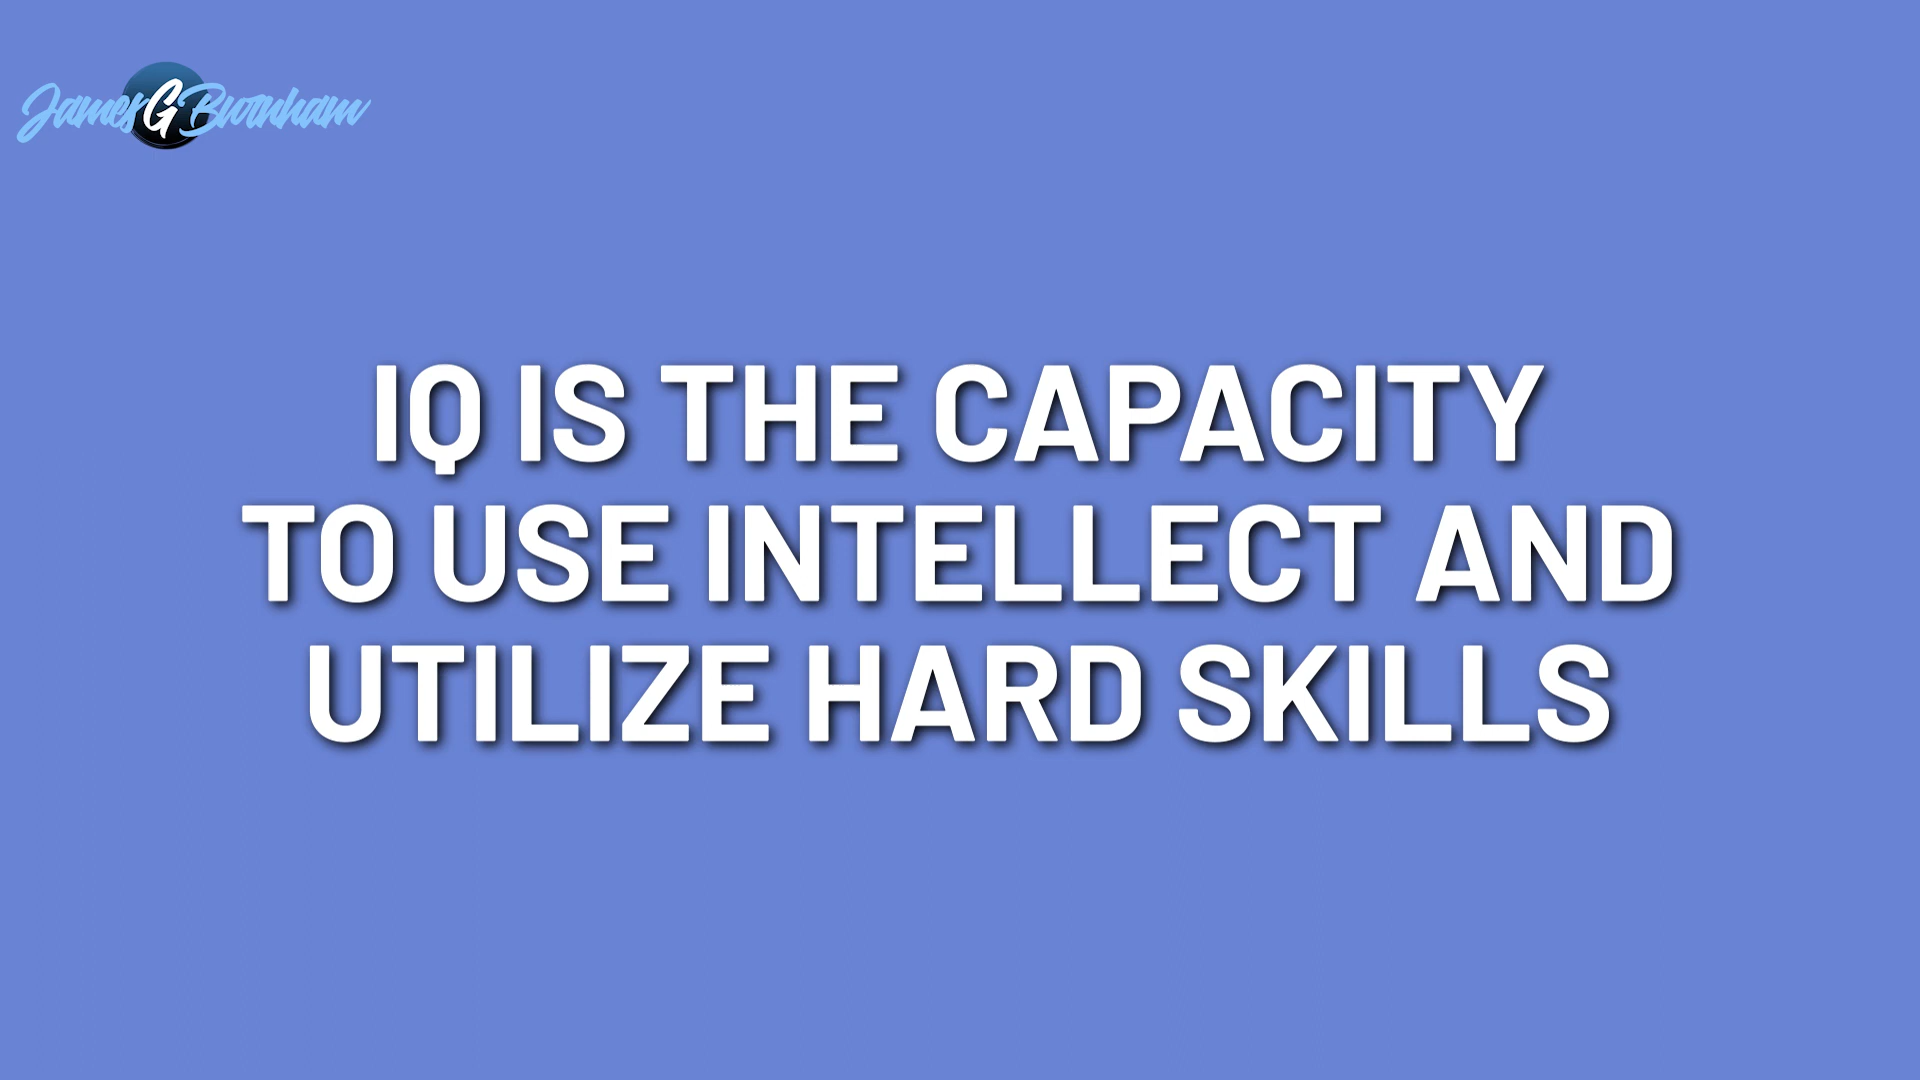 James G Burnham
IQ IS THE CAPACITY
TO USE INTELLECT AND
UTILIZE HARD SKILLS